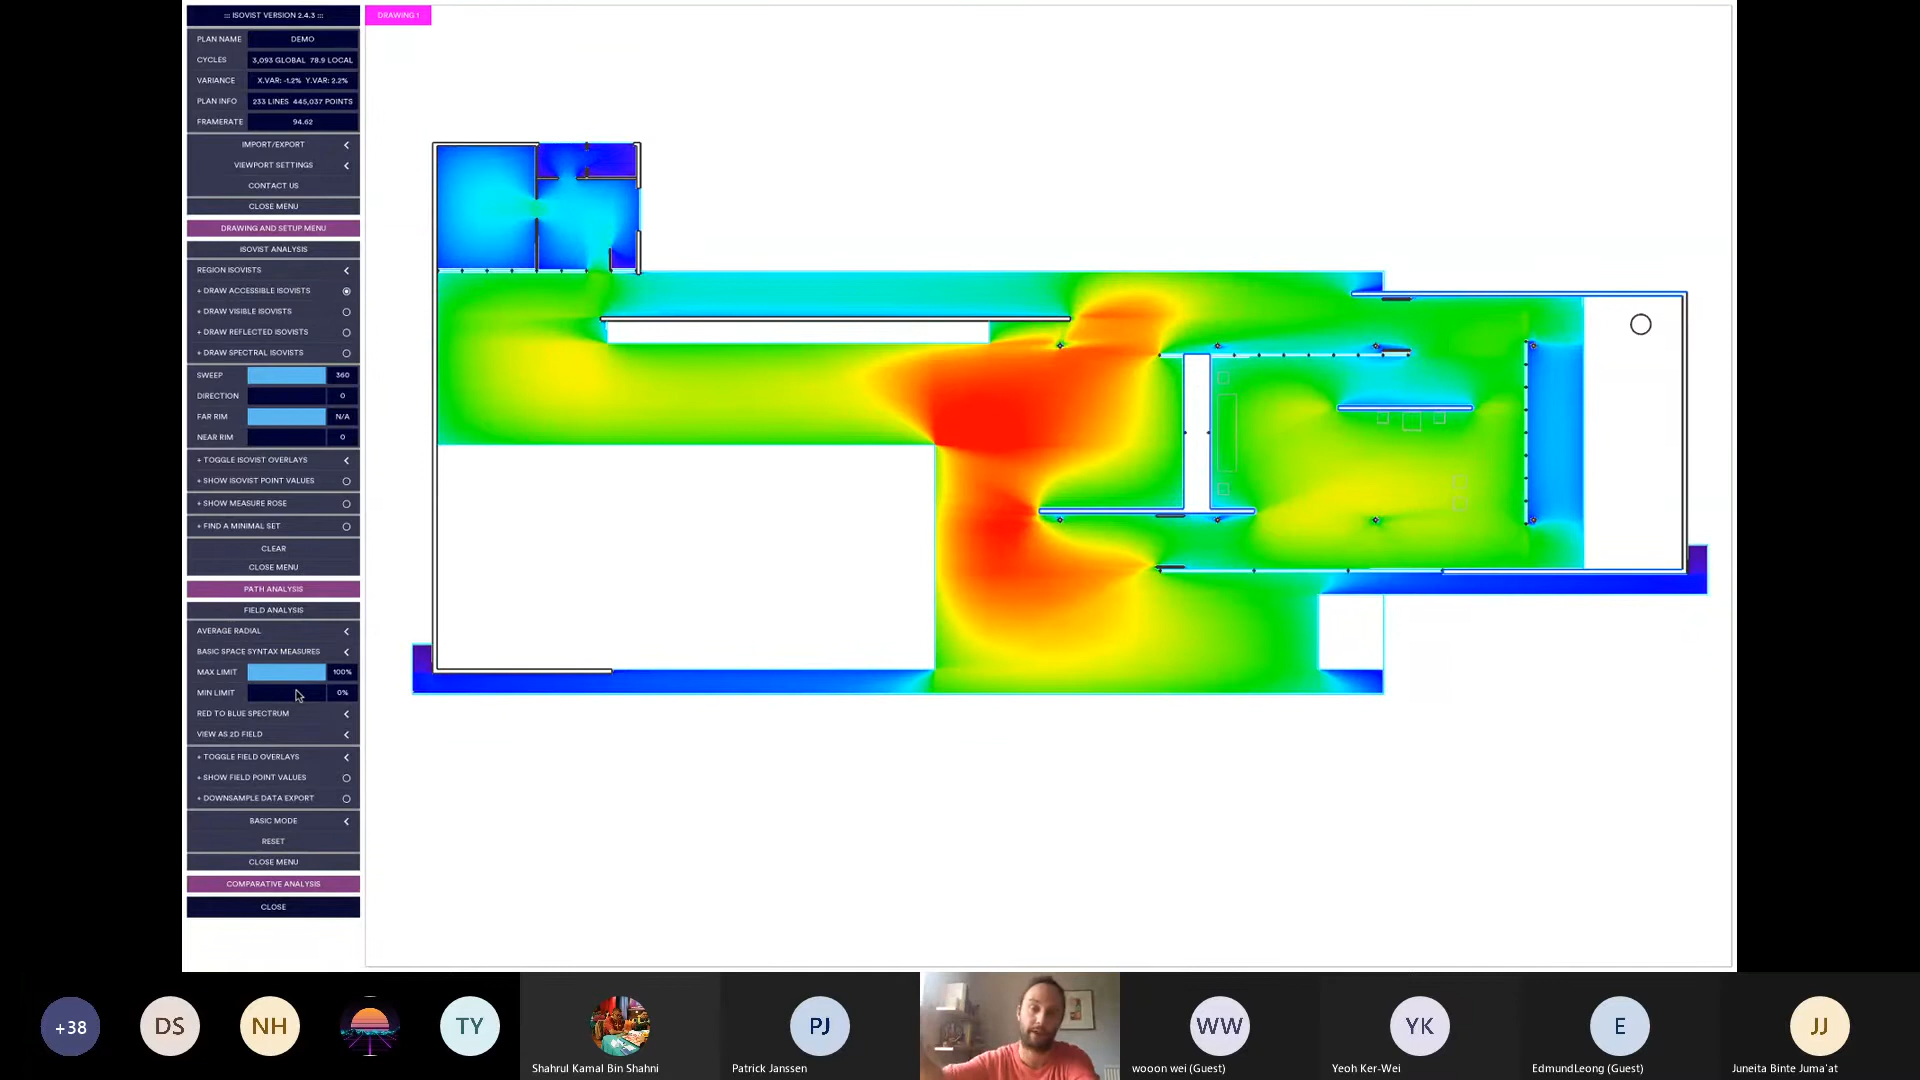 ::: ISOVIST VERSION 2.4.3 :::
DRAWING 1
PLAN NAME DEMO
CYCLES 3,093 GLOBAL 78.9 LOCAL
VARIANCE X.VAR: -1.2% Y.VAR: 2.2%
PLAN INFO 233 LINES 445,037 POINTS
FRAMERATE 94.62
IMPORT/EXPORT
VIEWPORT SETTINGS
CONTACT US
CLOSE MENU
DRAWING AND SETUP MENU
ISOVIST ANALYSIS
REGION ISOVISTS
+ DRAW ACCESSIBLE ISOVISTS
+ DRAW VISIBLE ISOVISTS
+ DRAW REFLECTED ISOVISTS
+ DRAW SPECTRAL ISOVISTS
SWEEP 360
DIRECTION 0
FAR RIM N/A
NEAR RIM 0
+ TOGGLE ISOVIST OVERLAYS
+ SHOW ISOVIST POINT VALUES
+ SHOW MEASURE ROSE
+ FIND A MINIMAL SET
CLEAR
CLOSE MENU
PATH ANALYSIS
FIELD ANALYSIS
AVERAGE RADIAL
BASIC SPACE SYNTAX MEASURES
MAX LIMIT 100%
MIN LIMIT 0%
RED TO BLUE SPECTRUM
VIEW AS 2D FIELD
+ TOGGLE FIELD OVERLAYS
+ SHOW FIELD POINT VALUES
+ DOWNSAMPLE DATA EXPORT
BASIC MODE
RESET
CLOSE MENU
COMPARATIVE ANALYSIS
CLOSE
+38 DS NH TY PJ WW YK E JJ
Shahrul Kamal Bin Shahni Patrick Janssen wooon wei (Guest) Yeoh Ker-Wei EdmundLeong (Guest) Juneita Binte Juma'at